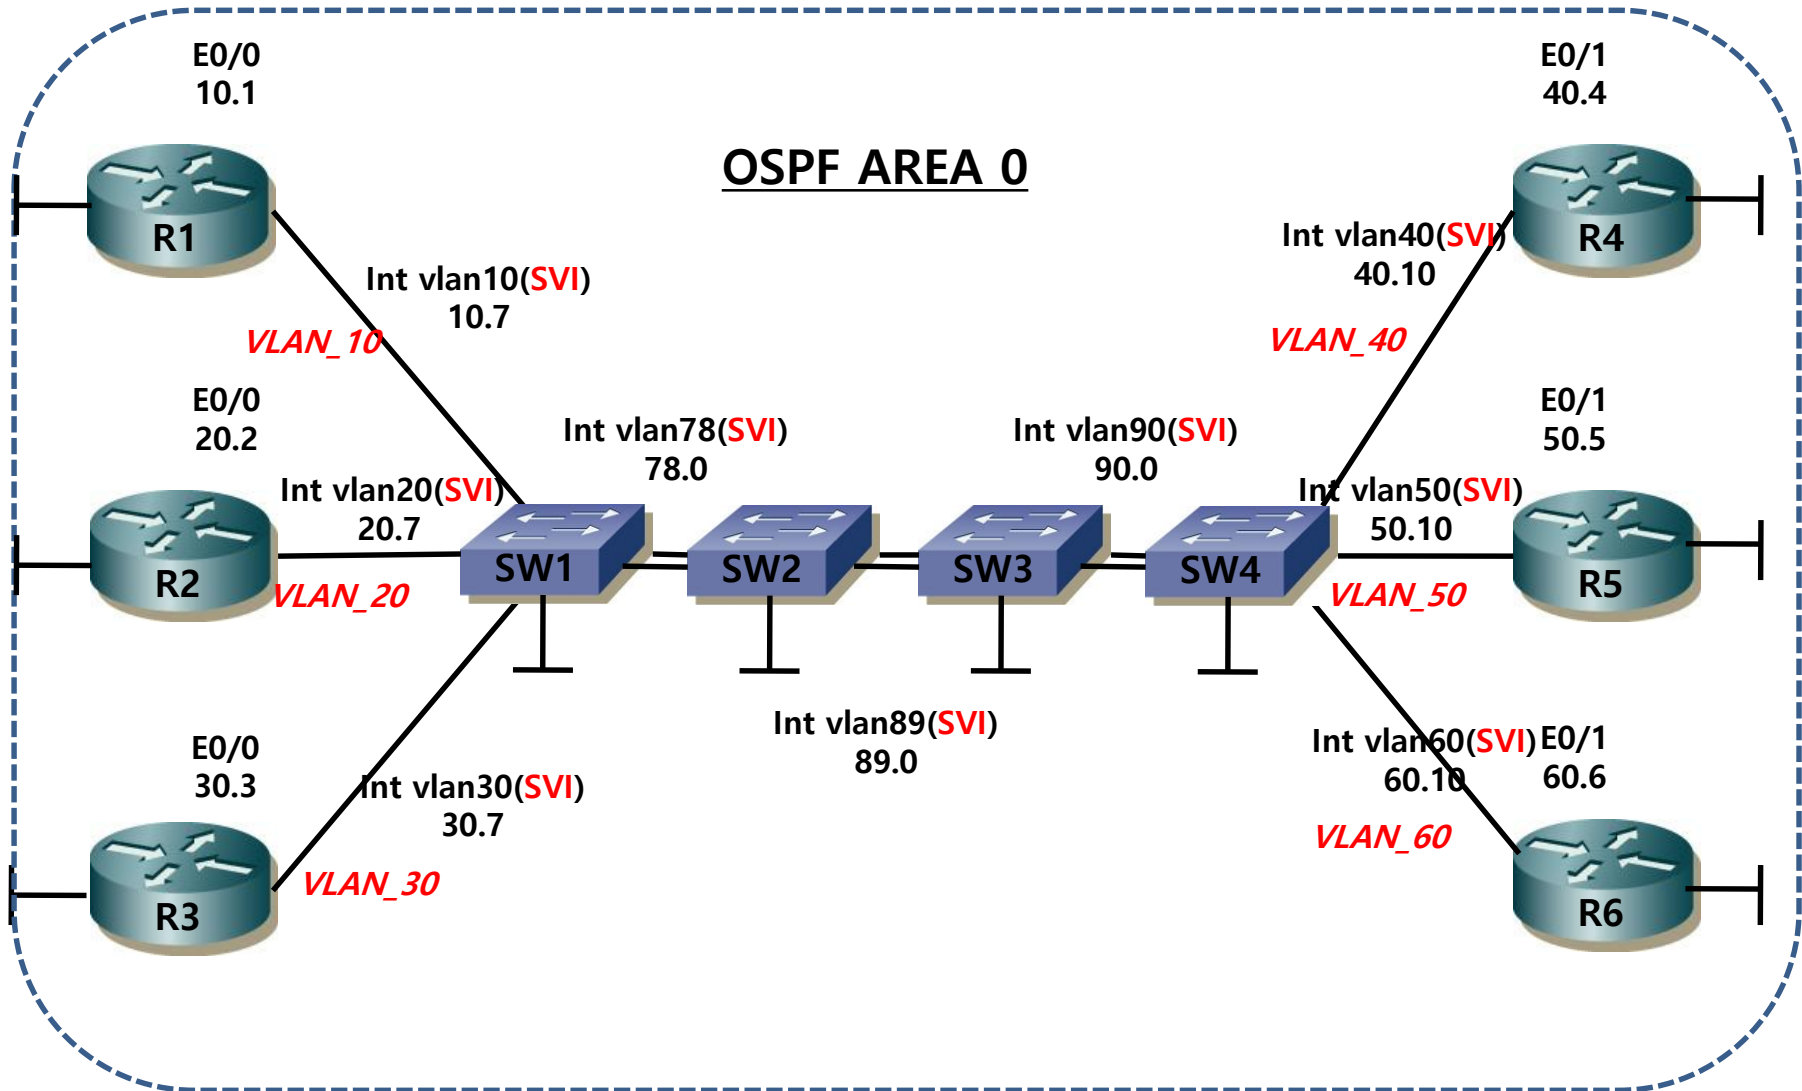 E0/0
10.1
E0/1
40.4
OSPF AREA 0
R1
R4
Int vlan40(SVI)
40.10
Int vlan10(SVI)
10.7
VLAN_10
VLAN_40
E0/0
20.2
E0/1
50.5
Int vlan78(SVI)
78.0
Int vlan90(SVI)
90.0
Int vlan20(SVI)
20.7
Int vlan50(SVI)
50.10
R2
SW1
SW2
SW3
SW4
R5
VLAN_20
VLAN_50
Int vlan89(SVI)
89.0
E0/0
30.3
Int vlan60(SVI)
60.10
E0/1
60.6
Int vlan30(SVI)
30.7
VLAN_60
VLAN_30
R3
R6